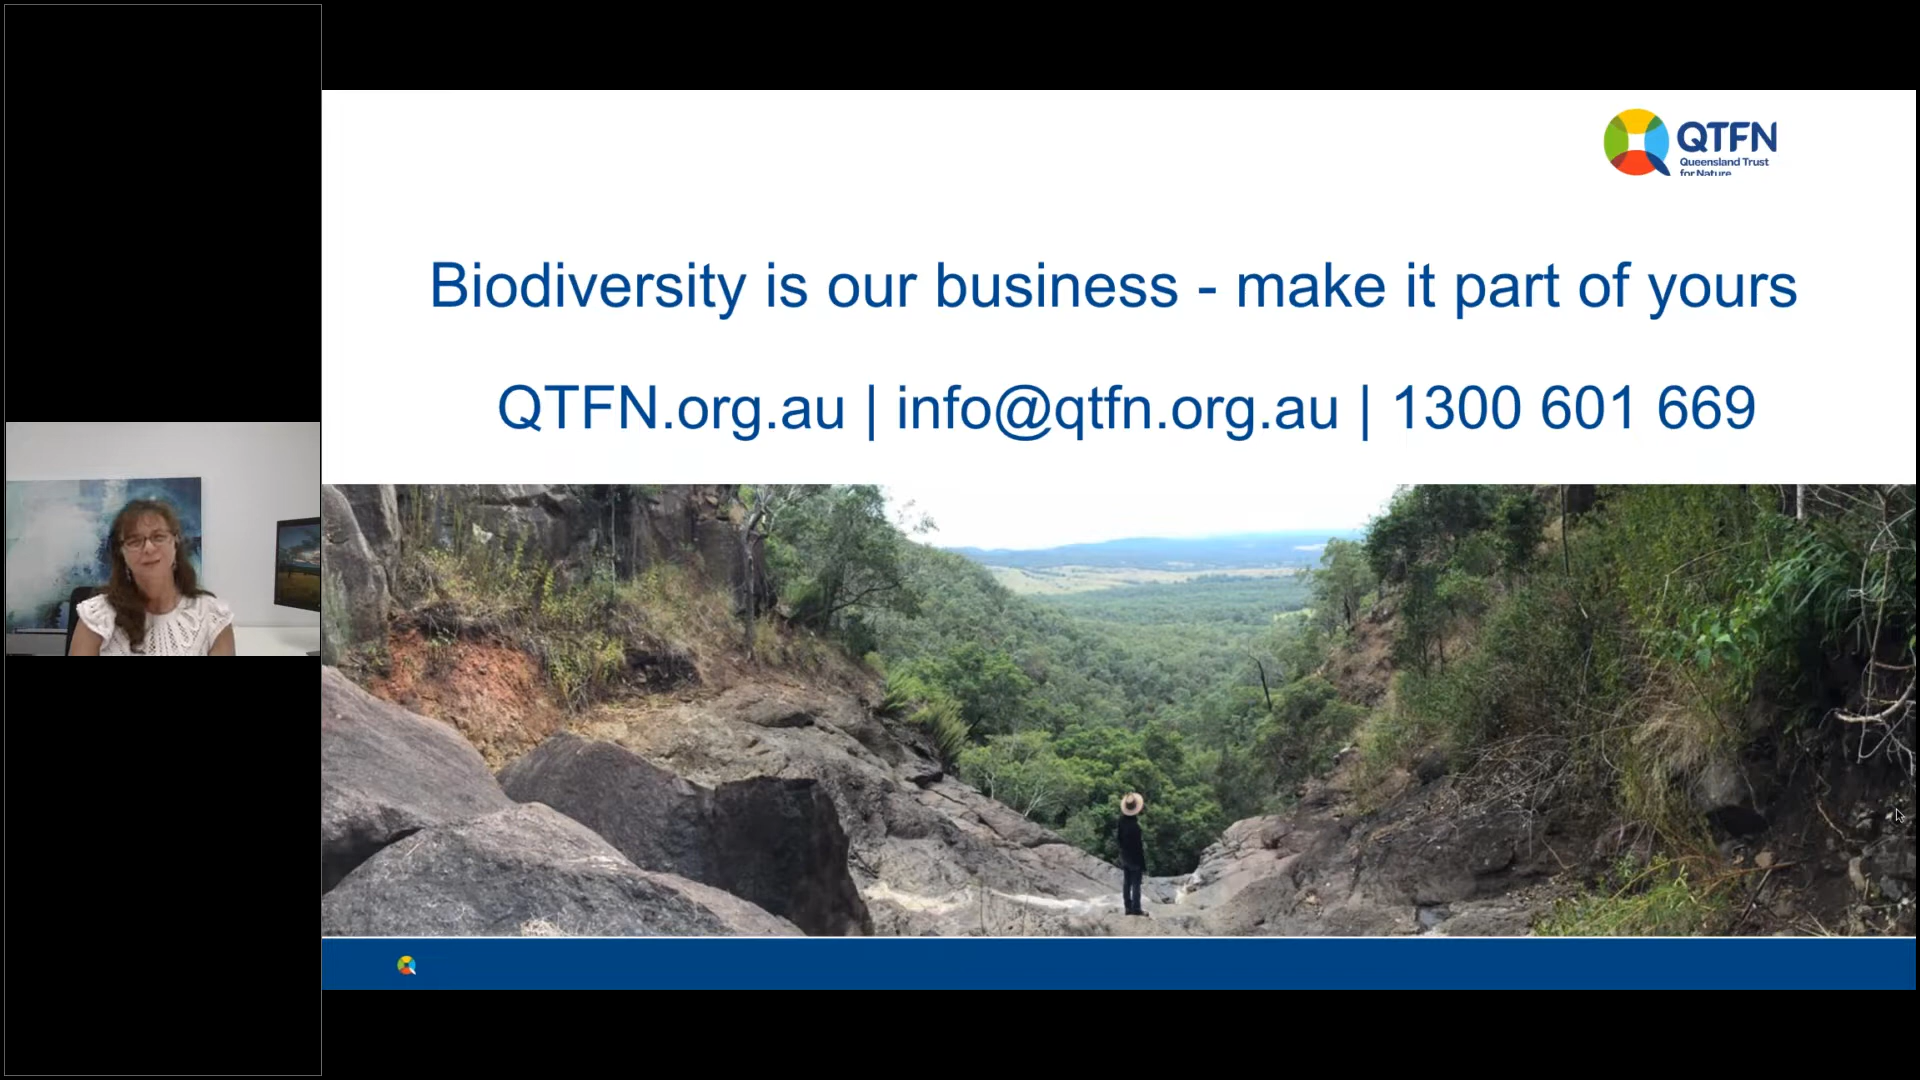 QTFN
Queensland Trust
for Nature
Biodiversity is our business - make it part of yours
QTFN.org.au | info@qtfn.org.au | 1300 601 669